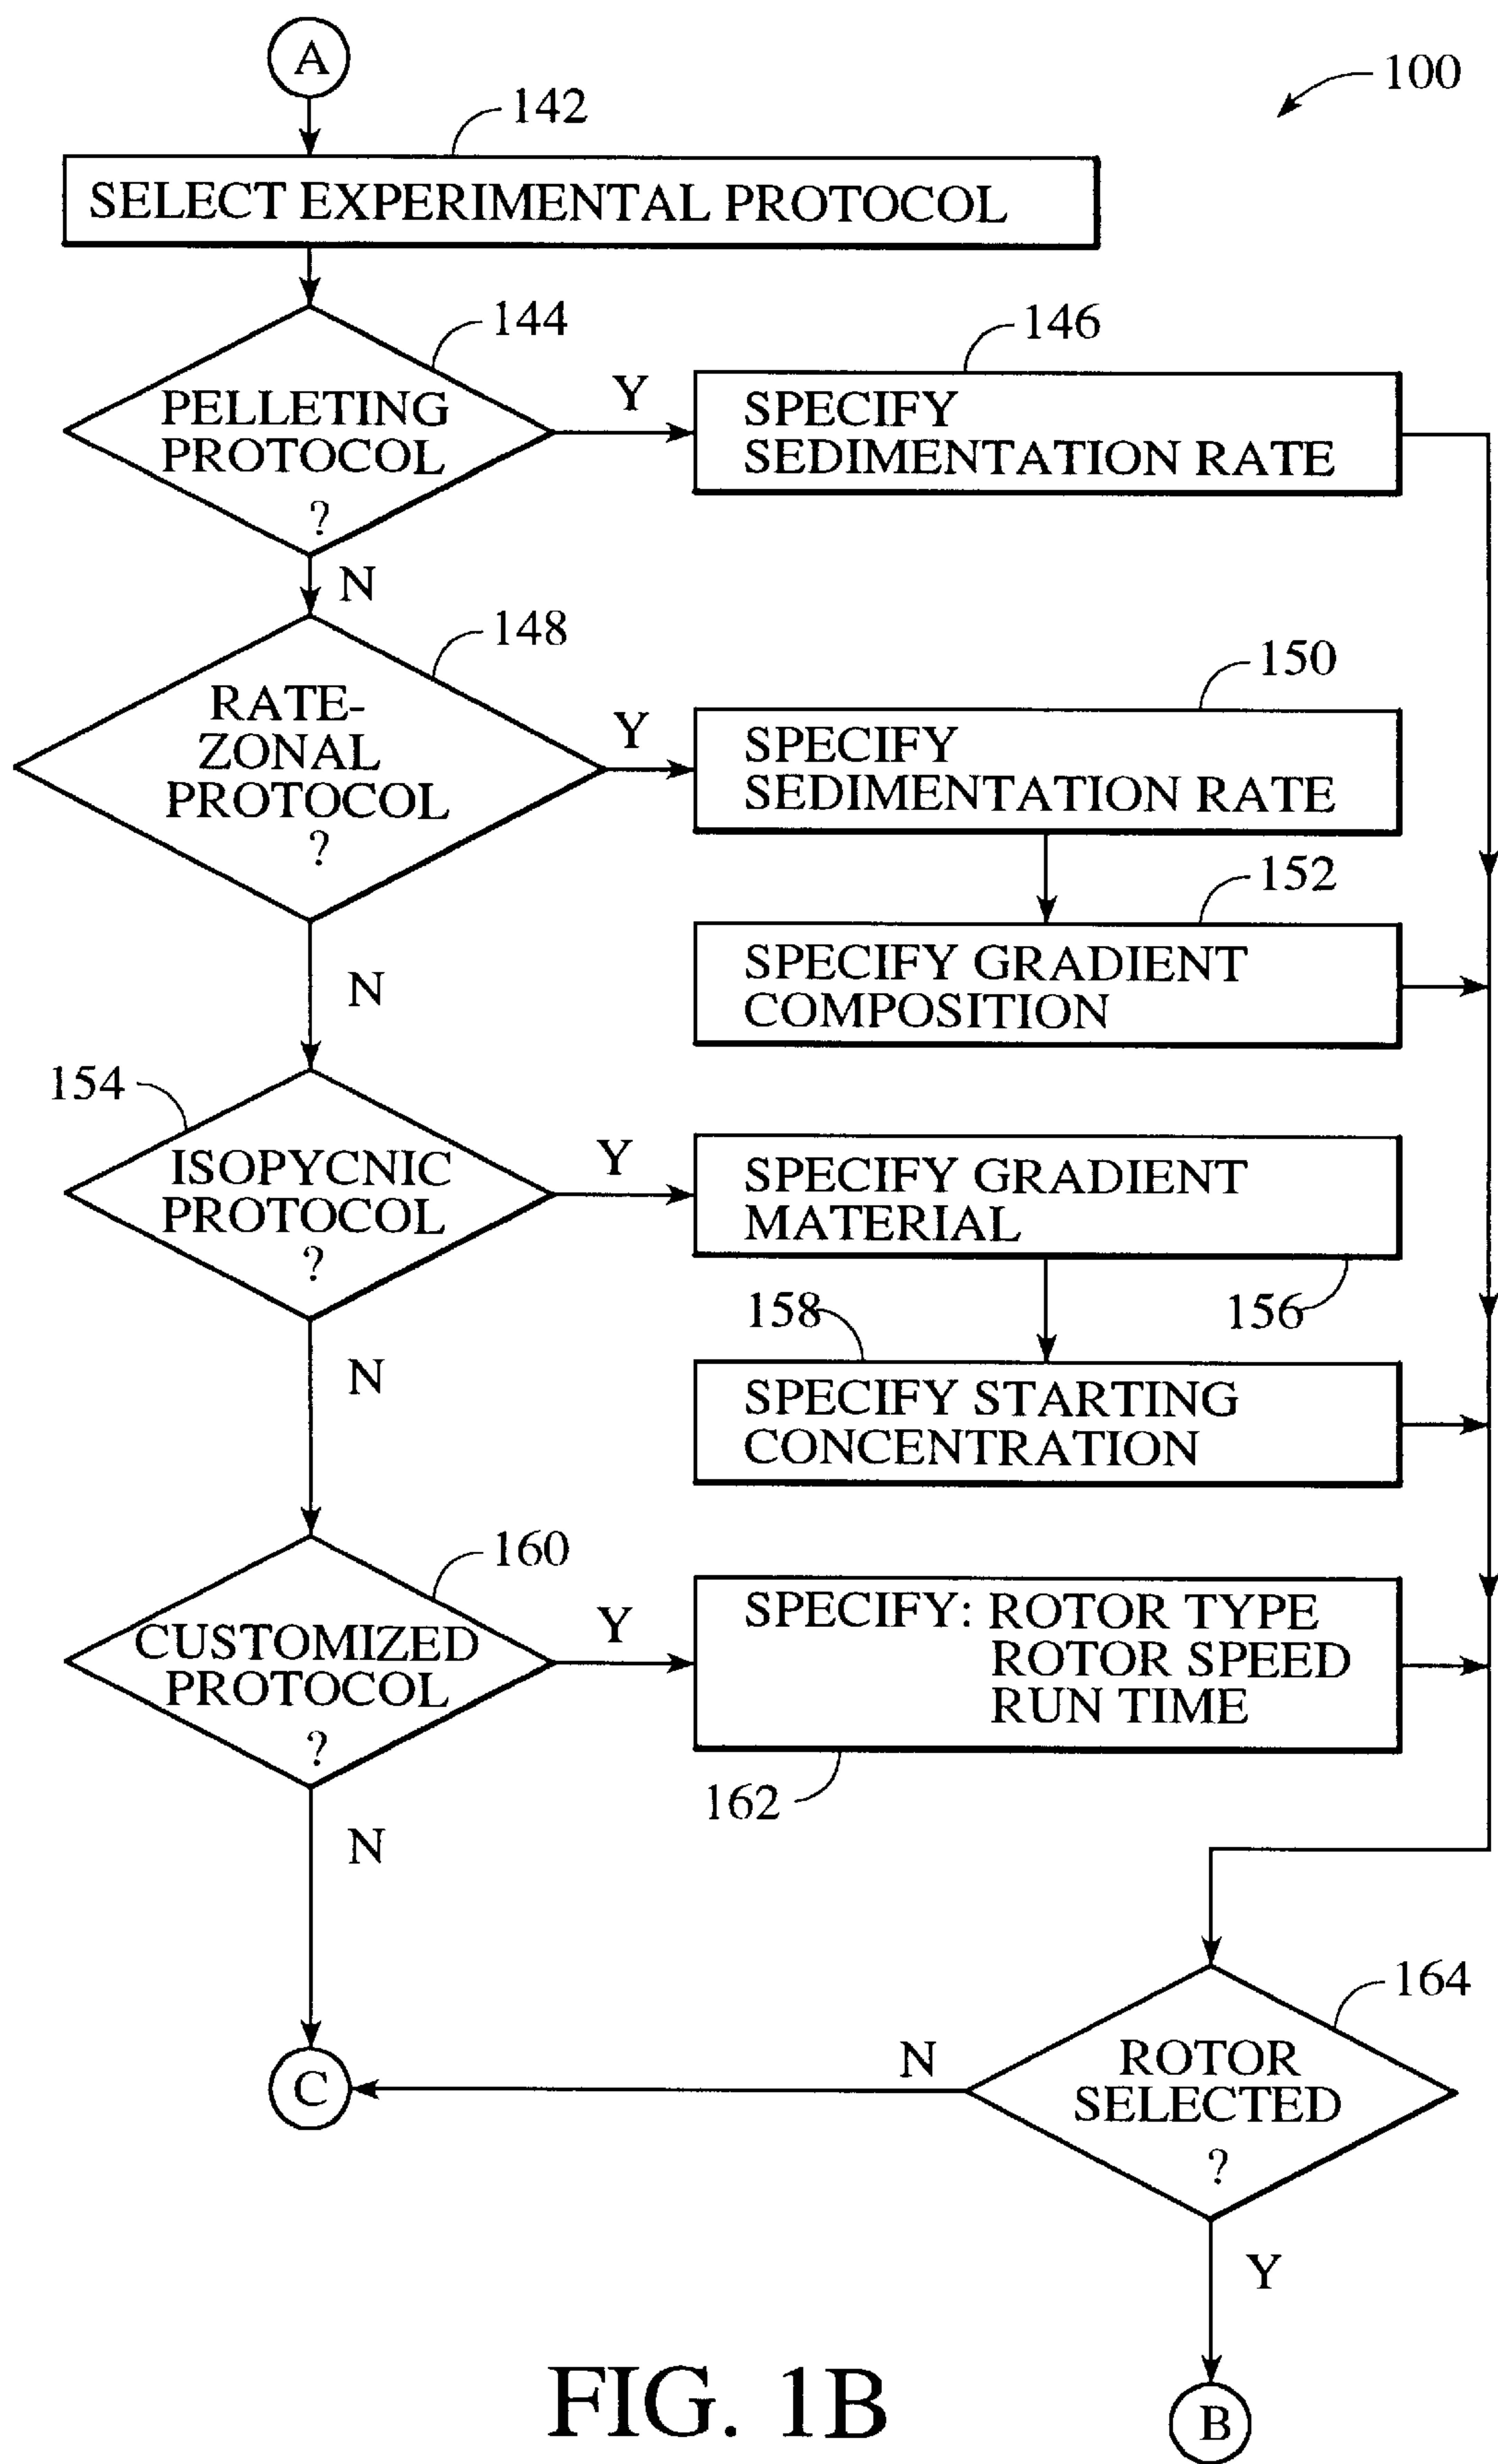 A
100
142
SELECT EXPERIMENTAL PROTOCOL
144
PELLETING
PROTOCOL
?
Y
146
SPECIFY
SEDIMENTATION RATE
N
148
RATE-
ZONAL
PROTOCOL
?
Y
150
SPECIFY
SEDIMENTATION RATE
152
SPECIFY GRADIENT
COMPOSITION
N
154
ISOPYCNIC
PROTOCOL
?
Y
SPECIFY GRADIENT
MATERIAL
156
158
SPECIFY STARTING
CONCENTRATION
N
160
CUSTOMIZED
PROTOCOL
?
Y
SPECIFY: ROTOR TYPE
ROTOR SPEED
RUN TIME
162
N
164
ROTOR
SELECTED
?
N
C
Y
B
FIG. 1B